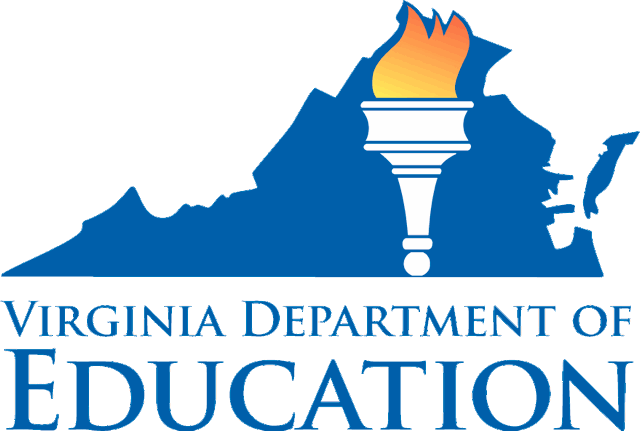 VIRGINIA DEPARTMENT OF
EDUCATION